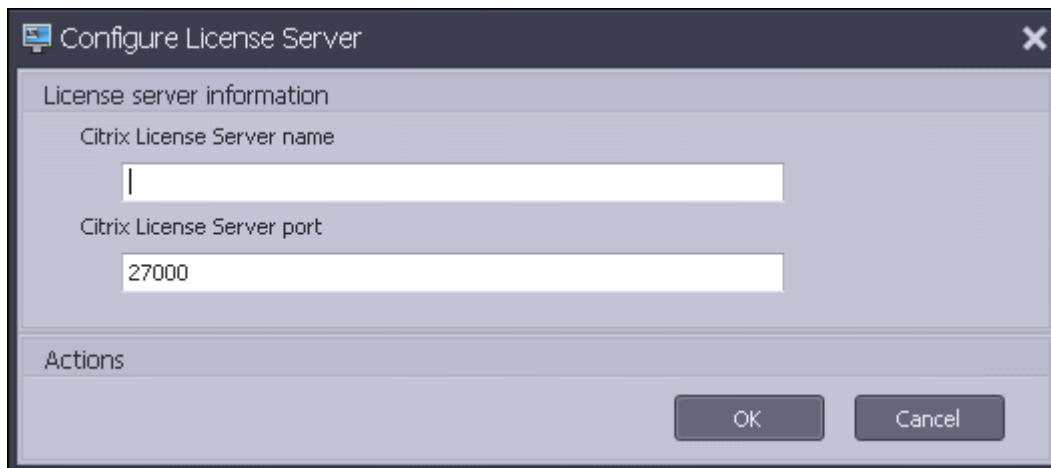 Configure License Server
License server information
Citrix License Server name
Citrix License Server port
27000
Actions
OK
Cancel